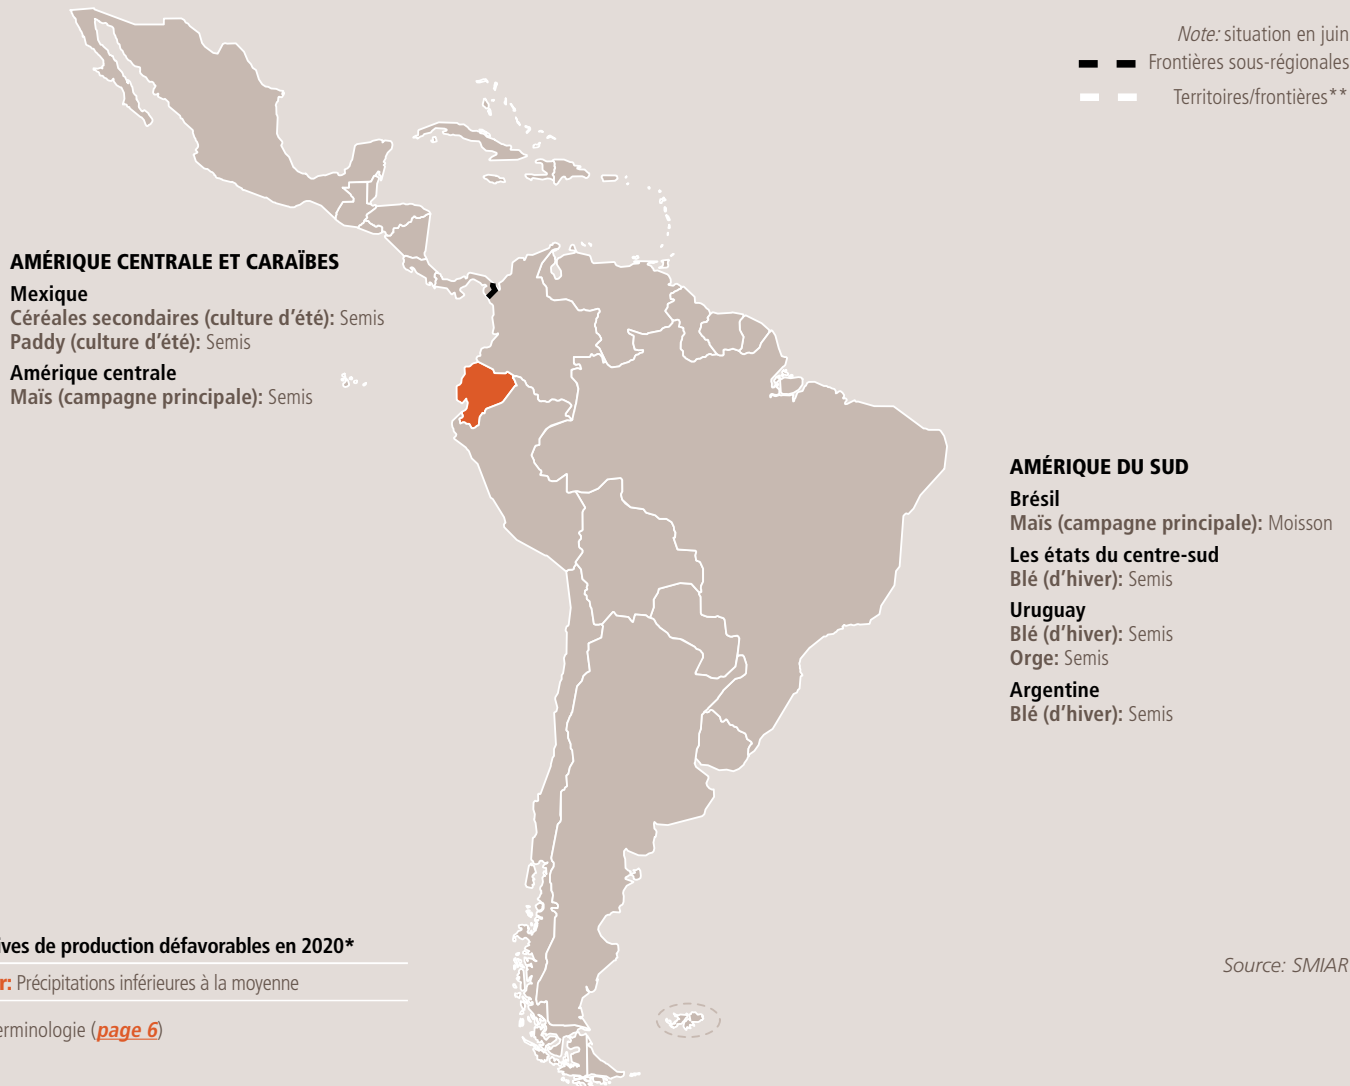 Note: situation en juin
Frontières sous-régionales
Territoires/frontières**
AMÉRIQUE CENTRALE ET CARAÏBES
Mexique
Céréales secondaires (culture d’été): Semis
Paddy (culture d’été): Semis
Amérique centrale
Maïs (campagne principale): Semis
AMÉRIQUE DU SUD
Brésil
Maïs (campagne principale): Moisson
Les états du centre-sud
Blé (d’hiver): Semis
Uruguay
Blé (d’hiver): Semis
Orge: Semis
Argentine
Blé (d’hiver): Semis
ives de production défavorables en 2020*
r: Précipitations inférieures à la moyenne
erminologie (page 6)
Source: SMIAR